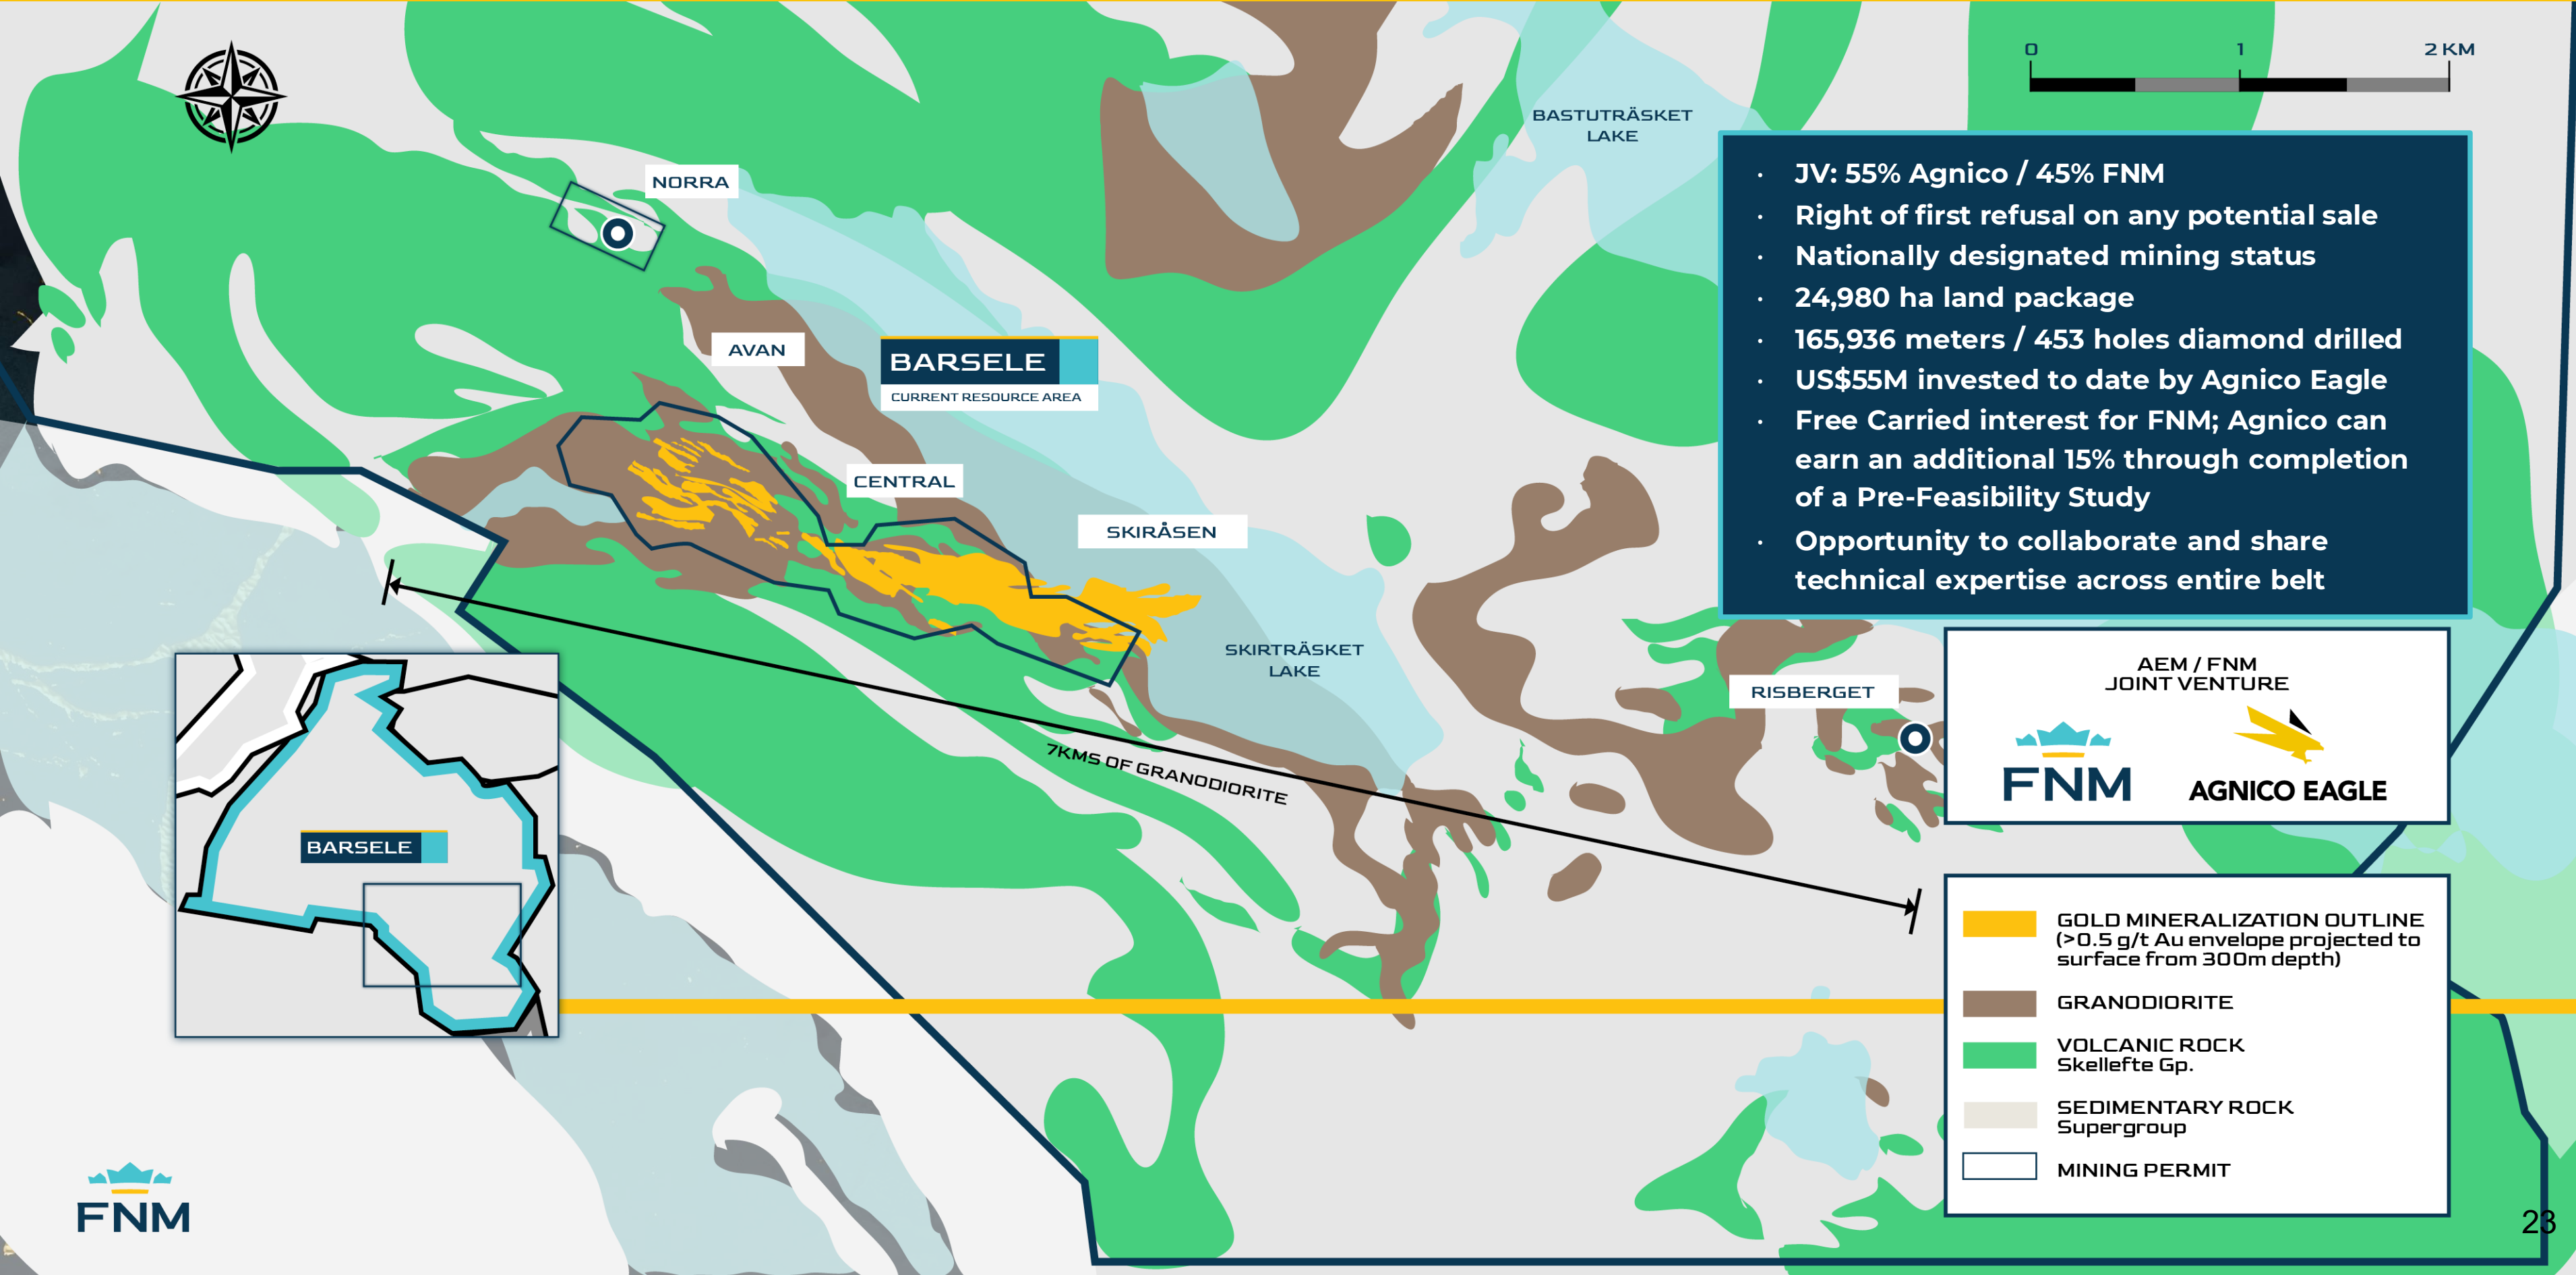 0 1 2 KM
BASTUTRÄSKET
LAKE
NORRA
AVAN
BARSELE
CURRENT RESOURCE AREA
CENTRAL
SKIRÅSEN
SKIRTRÄSKET
LAKE
RISBERGET
7KMS OF GRANODIORITE
· JV: 55% Agnico / 45% FNM
· Right of first refusal on any potential sale
· Nationally designated mining status
· 24,980 ha land package
· 165,936 meters / 453 holes diamond drilled
· US$55M invested to date by Agnico Eagle
· Free Carried interest for FNM; Agnico can
earn an additional 15% through completion
of a Pre-Feasibility Study
· Opportunity to collaborate and share
technical expertise across entire belt
AEM / FNM
JOINT VENTURE
FNM
AGNICO EAGLE
BARSELE
GOLD MINERALIZATION OUTLINE
(>0.5 g/t Au envelope projected to
surface from 300m depth)
GRANODIORITE
VOLCANIC ROCK
Skellefte Gp.
SEDIMENTARY ROCK
Supergroup
MINING PERMIT
FNM
23